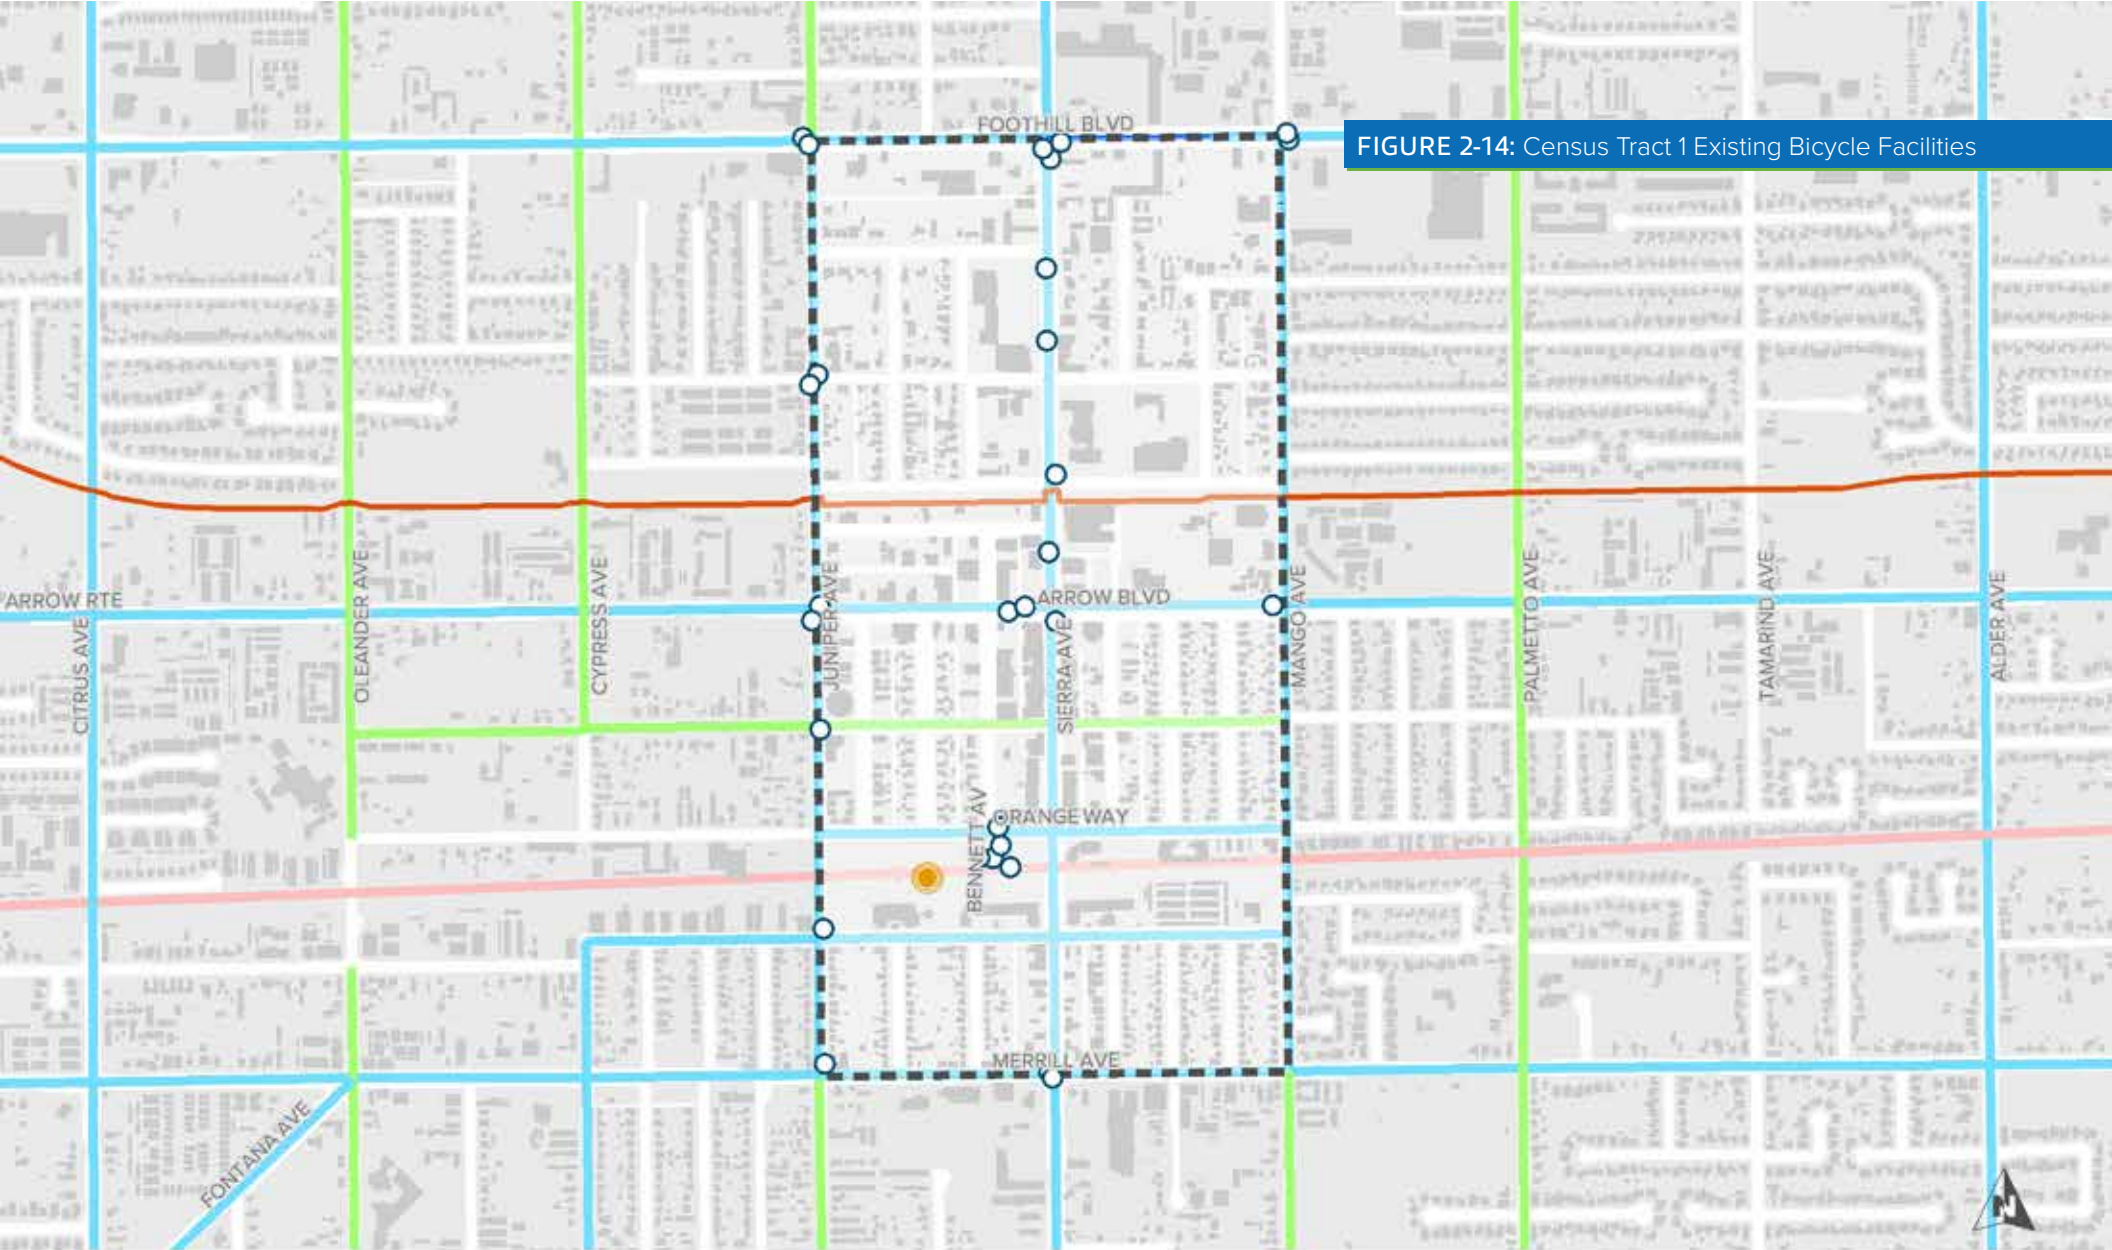 FOOTHILL BLVD
FIGURE 2-14: Census Tract 1 Existing Bicycle Facilities
ARROW RTE
CITRUS AVE
OLEANDER AVE
CYPRESS AVE
JUNIPER AVE
ARROW BLVD
SIERRA AVE
MANGO AVE
PALMETTO AVE
TAMARIND AVE
ALDER AVE
BENNETT AV
ORANGE WAY
MERRILL AVE
FONTANA AVE
N